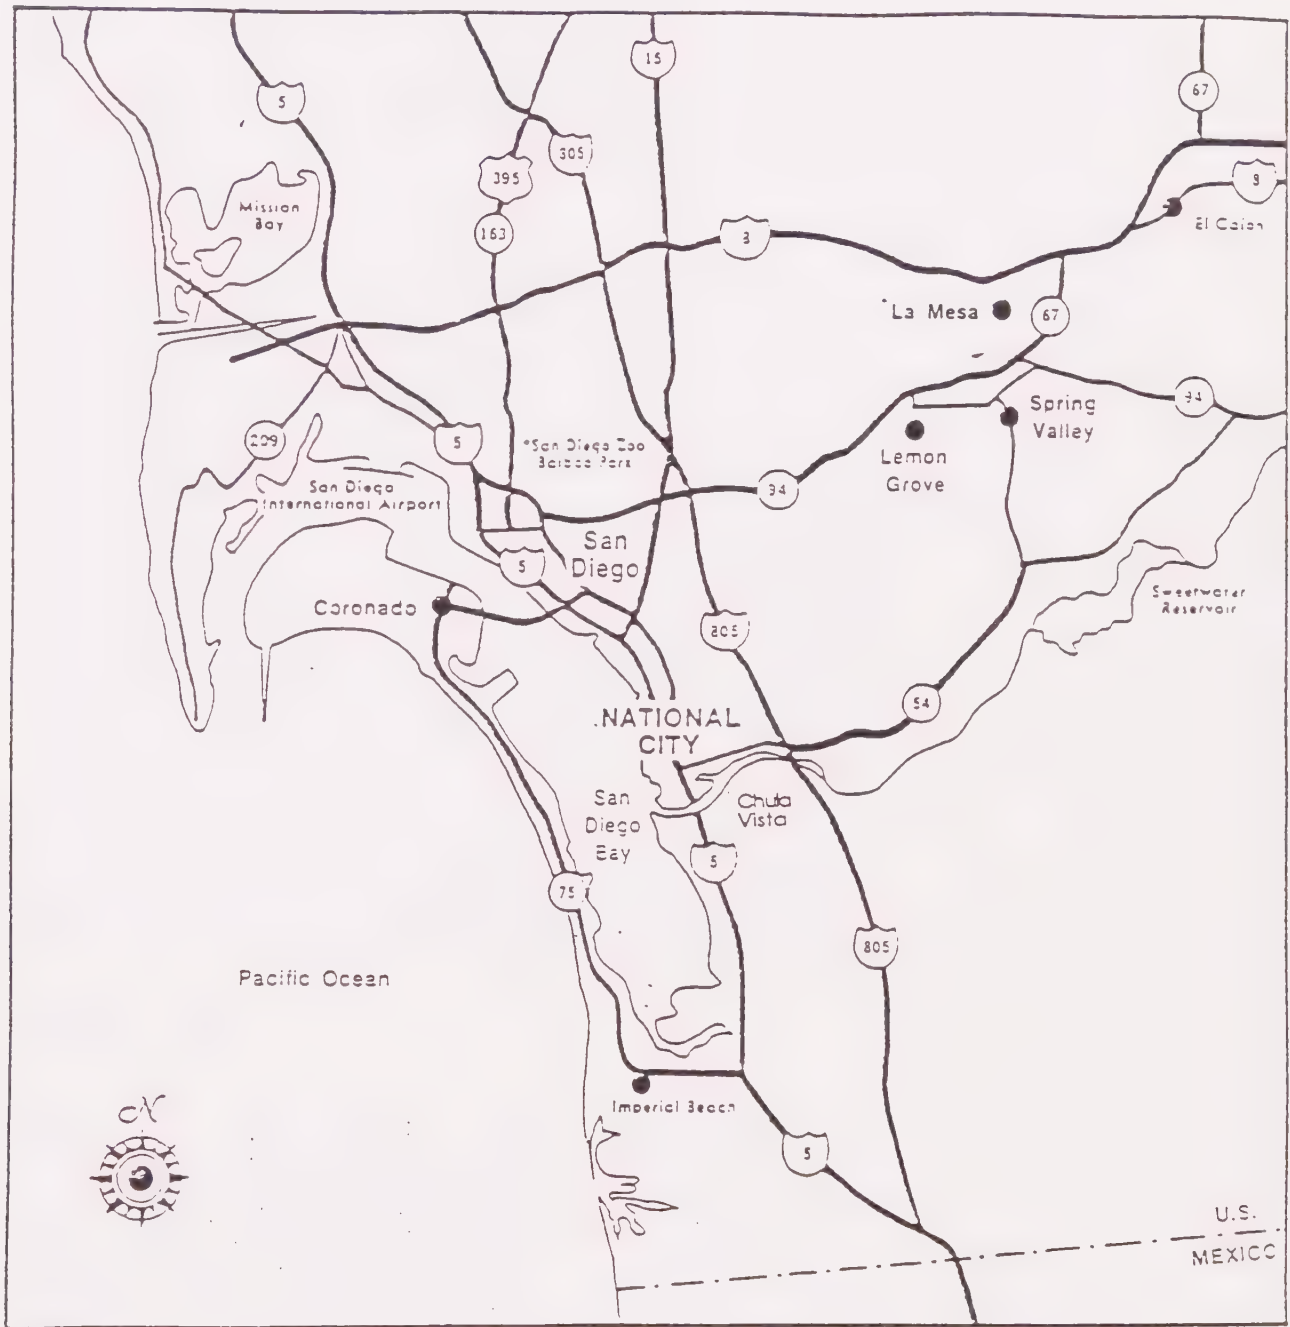 15
67
5
305
395
Mission
Bay
8
El Cajon
163
8
La Mesa
67
94
Spring
Valley
209
5
*San Diego Zoo
Balboa Park
Lemon
Grove
San Diego
International Airport
94
San
Diego
5
Coronado
Sweetwater
Reservoir
805
54
NATIONAL
CITY
San
Diego
Bay
Chula
Vista
5
75
805
Pacific Ocean
Imperial Beach
N
5
U.S.
MEXICO